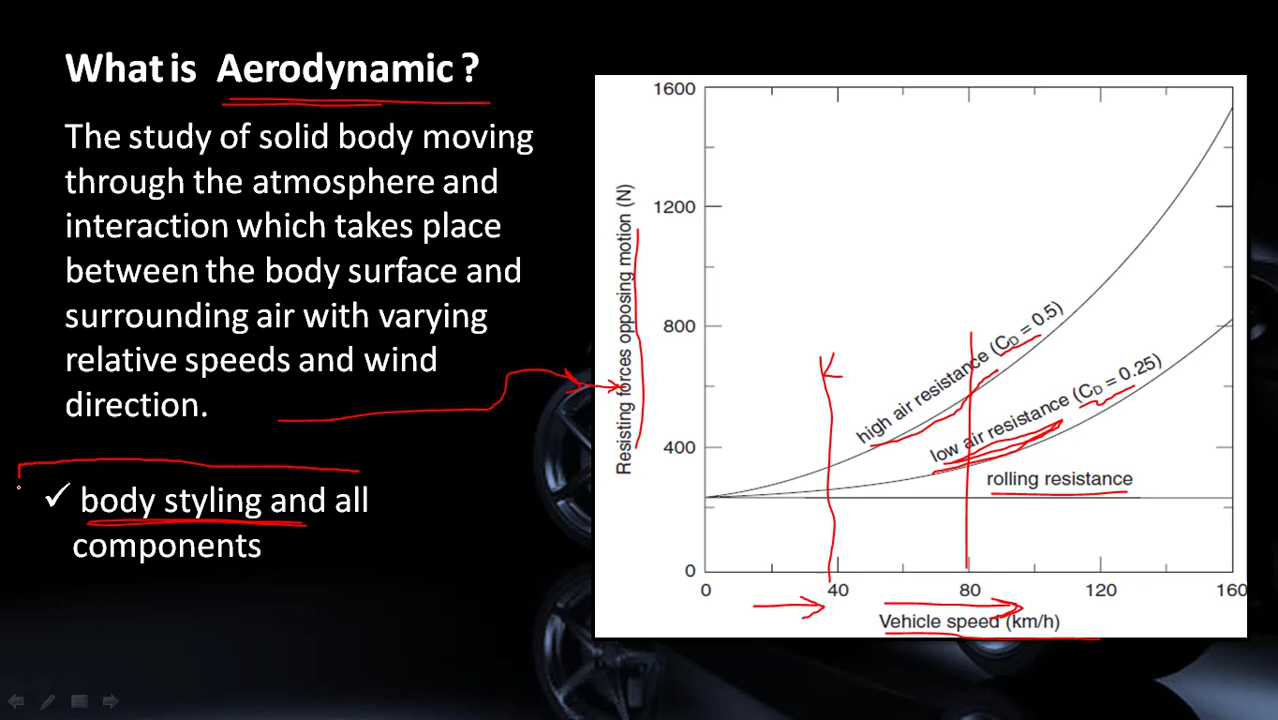 What is Aerodynamic ?
The study of solid body moving
through the atmosphere and
interaction which takes place
between the body surface and
surrounding air with varying
relative speeds and wind
direction.
✓ body styling and all
components
1600
1200
800
400
0
Resisting forces opposing motion (N)
high air resistance (CD = 0.5)
low air resistance (CD = 0.25)
rolling resistance
0 40 80 120 160
Vehicle speed (km/h)